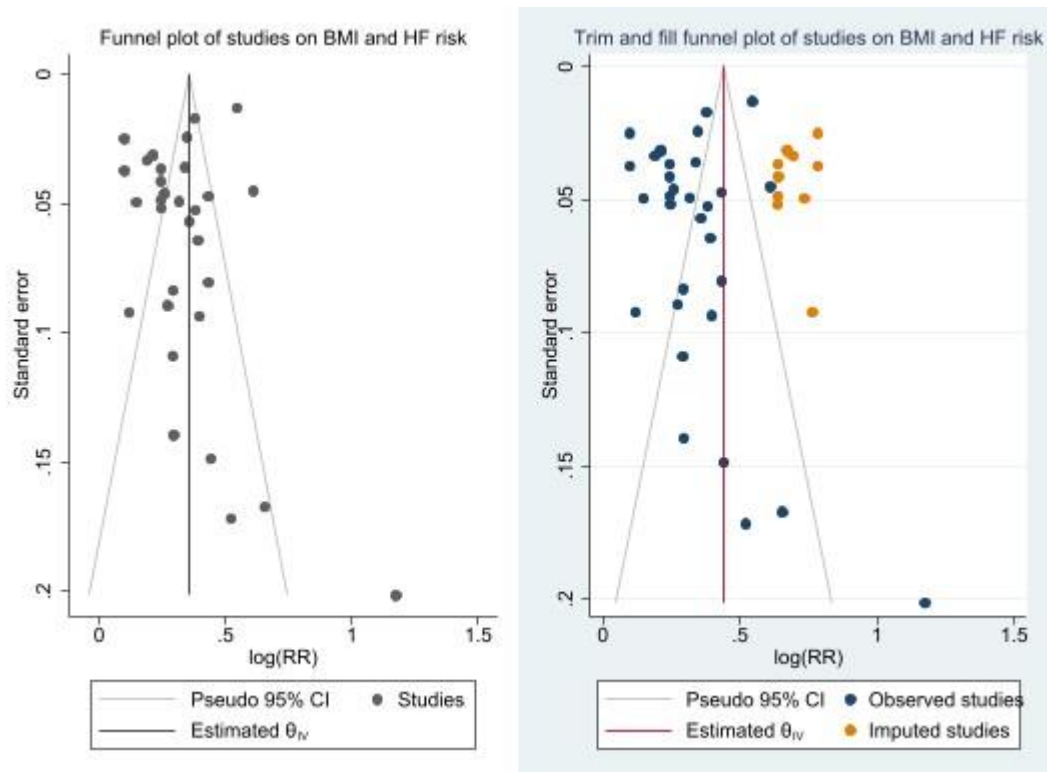 Funnel plot of studies on BMI and HF risk
Standard error
0
.05
.1
.15
.2
0 .5 1 1.5
log(RR)
Pseudo 95% CI Studies
Estimated θIV
Trim and fill funnel plot of studies on BMI and HF risk
Standard error
0
.05
.1
.15
.2
0 .5 1 1.5
log(RR)
Pseudo 95% CI Observed studies
Estimated θIV Imputed studies